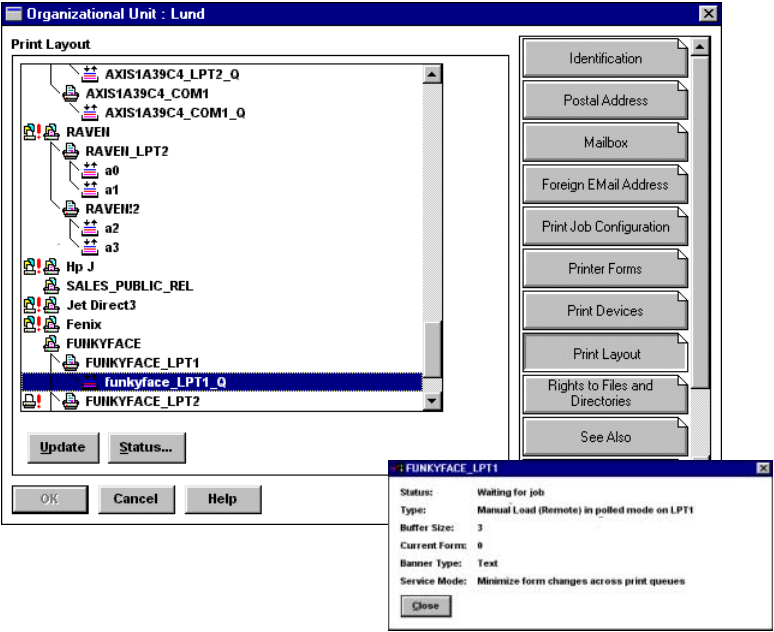 Organizational Unit : Lund
Print Layout
AXIS1A39C4_LPT2_Q
AXIS1A39C4_COM1
AXIS1A39C4_COM1_Q
RAVEN
RAVEN_LPT2
a0
a1
RAVEN!2
a2
a3
Hp J
SALES_PUBLIC_REL
Jet Direct3
Fenix
FUNKYFACE
FUNKYFACE_LPT1
funkyface_LPT1_Q
FUNKYFACE_LPT2
Update
Status...
OK
Cancel
Help
Identification
Postal Address
Mailbox
Foreign EMail Address
Print Job Configuration
Printer Forms
Print Devices
Print Layout
Rights to Files and
Directories
See Also
FUNKYFACE_LPT1
Status: Waiting for job
Type: Manual Load (Remote) in polled mode on LPT1
Buffer Size: 3
Current Form: 0
Banner Type: Text
Service Mode: Minimize form changes across print queues
Close